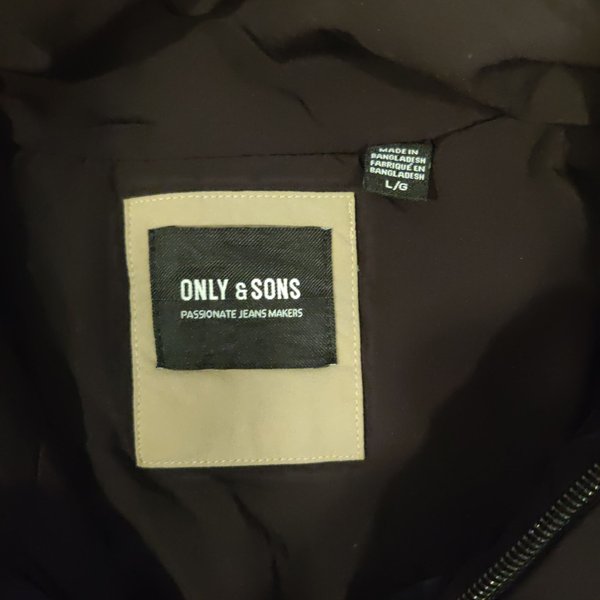 MADE IN
BANGLADESH
FABRIQUÉ EN
BANGLADESH
L/G
ONLY & SONS
PASSIONATE JEANS MAKERS